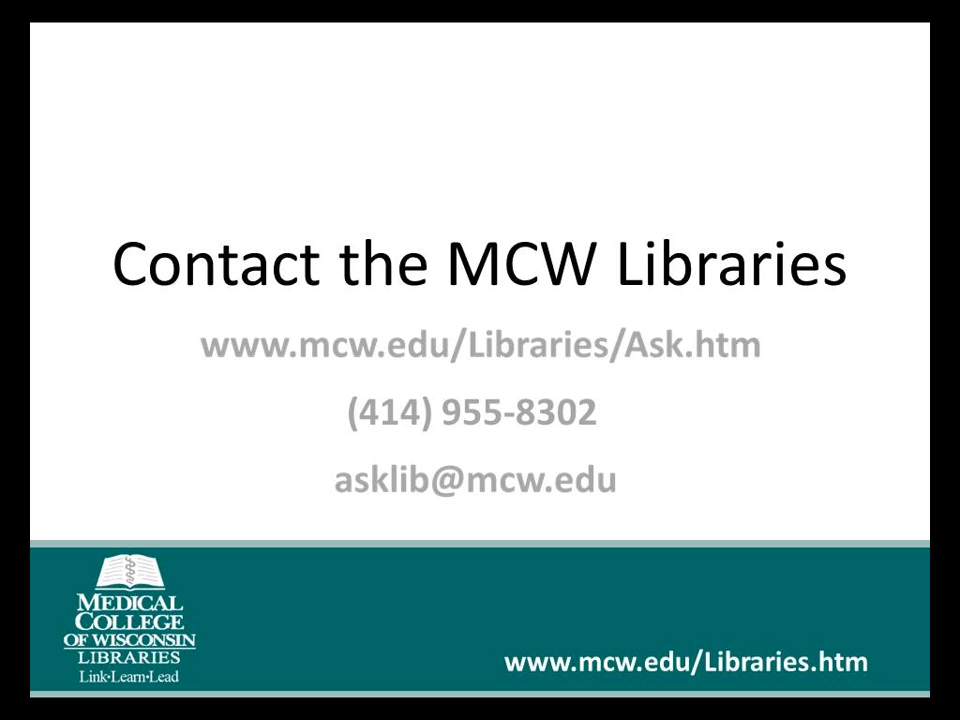 Contact the MCW Libraries
www.mcw.edu/Libraries/Ask.htm
(414) 955-8302
asklib@mcw.edu
MEDICAL
COLLEGE
OF WISCONSIN
LIBRARIES
Link•Learn•Lead
www.mcw.edu/Libraries.htm